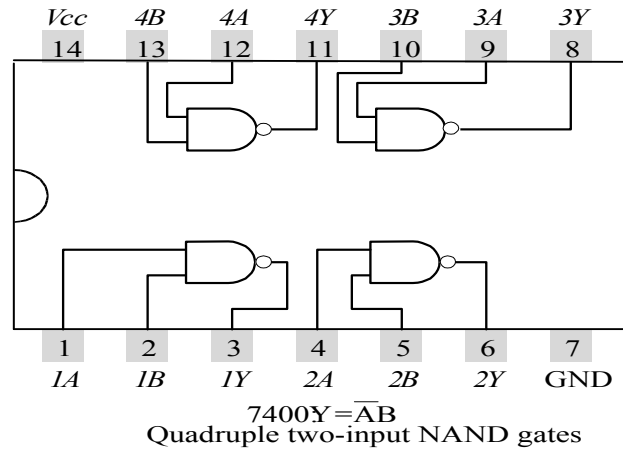 Vcc 4B 4A 4Y 3B 3A 3Y
14 13 12 11 10 9 8
1 2 3 4 5 6 7
1A 1B 1Y 2A 2B 2Y GND
7400Y = A̅B
Quadruple two-input NAND gates